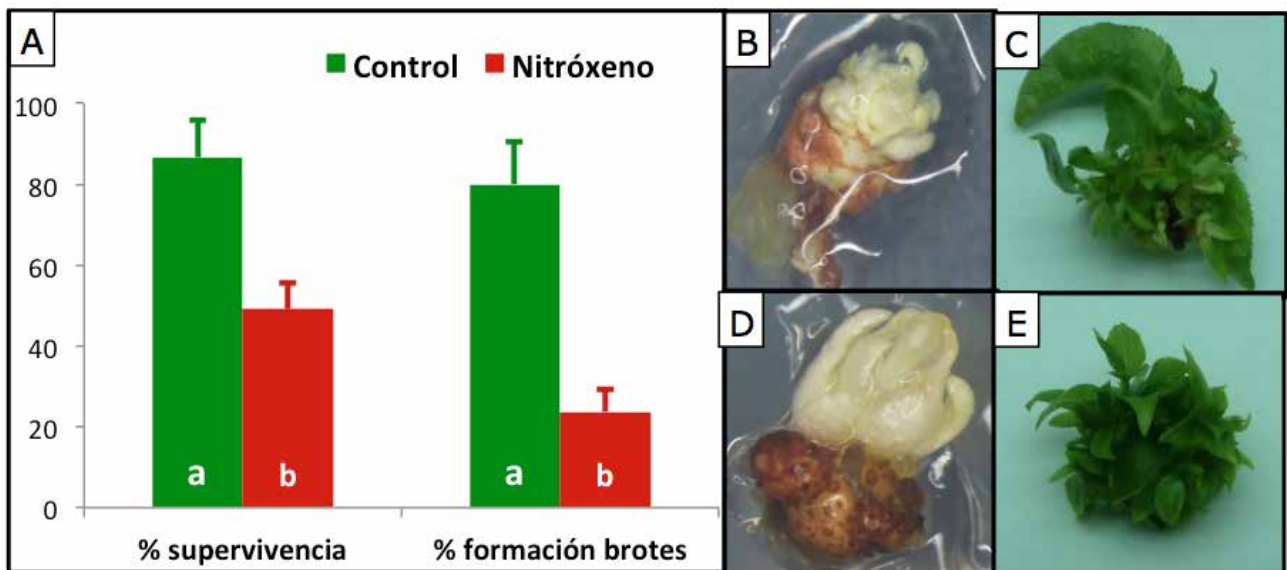 A
Control Nitróxeno
100
80
60
40
20
0
a b a b
% supervivencia % formación brotes
B
C
D
E